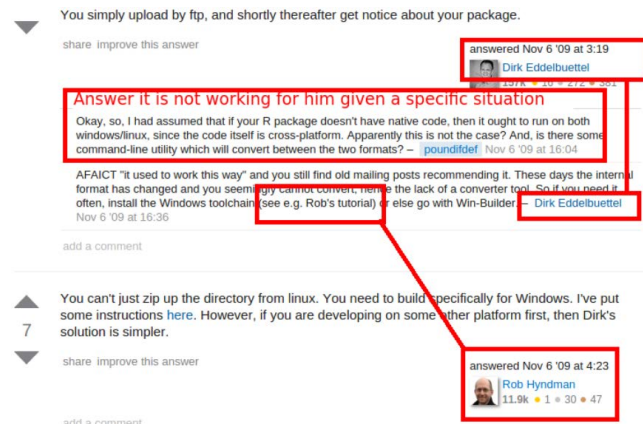 You simply upload by ftp, and shortly thereafter get notice about your package.
share improve this answer
answered Nov 6 '09 at 3:19
Dirk Eddelbuettel
Answer it is not working for him given a specific situation
Okay, so, I had assumed that if your R package doesn't have native code, then it ought to run on both
windows/linux, since the code itself is cross-platform. Apparently this is not the case? And, is there some
command-line utility which will convert between the two formats? – poundifdef Nov 6 '09 at 16:04
AFAICT "it used to work this way" and you still find old mailing posts recommending it. These days the internal
format has changed and you seemingly cannot convert, hence the lack of a converter tool. So if you need it
often, install the Windows toolchain (see e.g. Rob's tutorial) or else go with Win-Builder. – Dirk Eddelbuettel
Nov 6 '09 at 16:36
add a comment
You can't just zip up the directory from linux. You need to build specifically for Windows. I've put
some instructions here. However, if you are developing on some other platform first, then Dirk's
solution is simpler.
7
share improve this answer
answered Nov 6 '09 at 4:23
Rob Hyndman
11.9k 1 30 47
add a comment